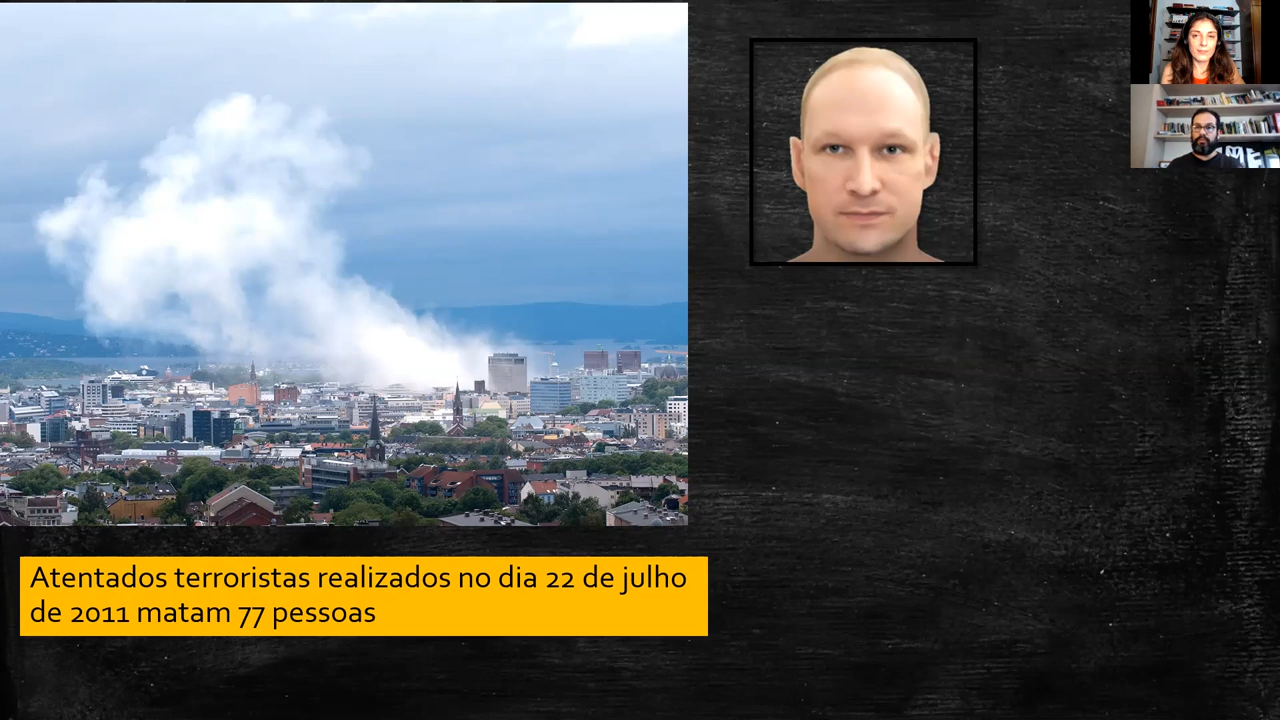 Atentados terroristas realizados no dia 22 de julho
de 2011 matam 77 pessoas